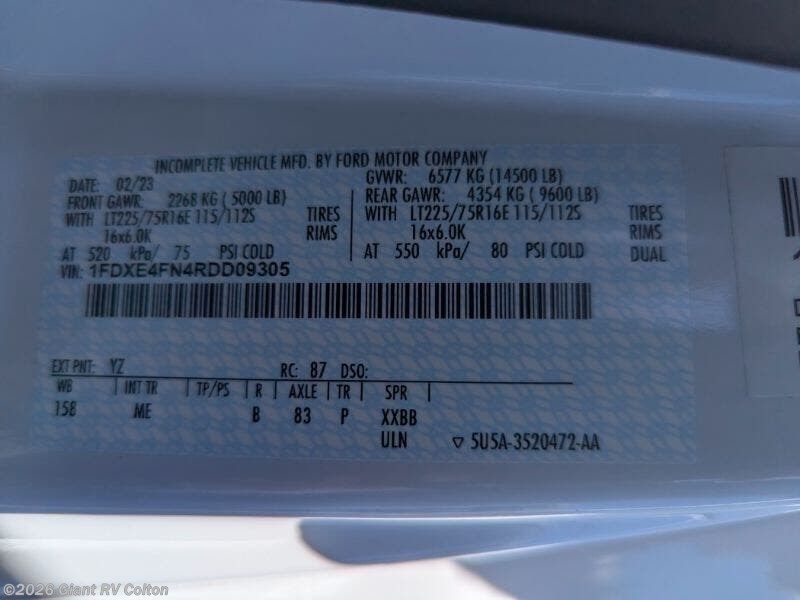 INCOMPLETE VEHICLE MFD. BY FORD MOTOR COMPANY
DATE: 02/23
GVWR: 6577 KG (14500 LB)
FRONT GAWR: 2268 KG ( 5000 LB)
REAR GAWR: 4354 KG ( 9600 LB)
WITH LT225/75R16E 115/112S TIRES
WITH LT225/75R16E 115/112S TIRES
16x6.0K RIMS
16x6.0K RIMS
AT 520 kPa/ 75 PSI COLD
AT 550 kPa/ 80 PSI COLD DUAL
VIN: 1FDXE4FN4RDD09305
EXT PNT: YZ RC: 87 DSO:
WB INT TR TP/PS R AXLE TR SPR
158 ME B 83 P XXBB
ULN ▽ 5U5A-3520472-AA
©2026 Giant RV Colton